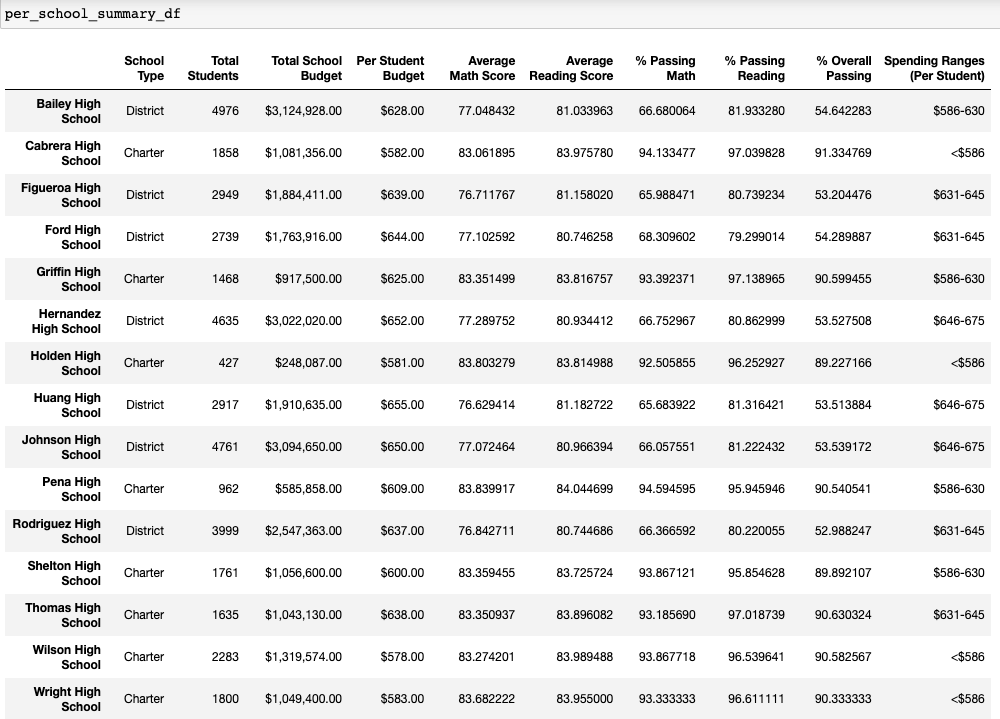 per_school_summary_df
School Type Total Students Total School Budget Per Student Budget Average Math Score Average Reading Score % Passing Math % Passing Reading % Overall Passing Spending Ranges (Per Student)
Bailey High School District 4976 $3,124,928.00 $628.00 77.048432 81.033963 66.680064 81.933280 54.642283 $586-630
Cabrera High School Charter 1858 $1,081,356.00 $582.00 83.061895 83.975780 94.133477 97.039828 91.334769 <$586
Figueroa High School District 2949 $1,884,411.00 $639.00 76.711767 81.158020 65.988471 80.739234 53.204476 $631-645
Ford High School District 2739 $1,763,916.00 $644.00 77.102592 80.746258 68.309602 79.299014 54.289887 $631-645
Griffin High School Charter 1468 $917,500.00 $625.00 83.351499 83.816757 93.392371 97.138965 90.599455 $586-630
Hernandez High School District 4635 $3,022,020.00 $652.00 77.289752 80.934412 66.752967 80.862999 53.527508 $646-675
Holden High School Charter 427 $248,087.00 $581.00 83.803279 83.814988 92.505855 96.252927 89.227166 <$586
Huang High School District 2917 $1,910,635.00 $655.00 76.629414 81.182722 65.683922 81.316421 53.513884 $646-675
Johnson High School District 4761 $3,094,650.00 $650.00 77.072464 80.966394 66.057551 81.222432 53.539172 $646-675
Pena High School Charter 962 $585,858.00 $609.00 83.839917 84.044699 94.594595 95.945946 90.540541 $586-630
Rodriguez High School District 3999 $2,547,363.00 $637.00 76.842711 80.744686 66.366592 80.220055 52.988247 $631-645
Shelton High School Charter 1761 $1,056,600.00 $600.00 83.359455 83.725724 93.867121 95.854628 89.892107 $586-630
Thomas High School Charter 1635 $1,043,130.00 $638.00 83.350937 83.896082 93.185690 97.018739 90.630324 $631-645
Wilson High School Charter 2283 $1,319,574.00 $578.00 83.274201 83.989488 93.867718 96.539641 90.582567 <$586
Wright High School Charter 1800 $1,049,400.00 $583.00 83.682222 83.955000 93.333333 96.611111 90.333333 <$586